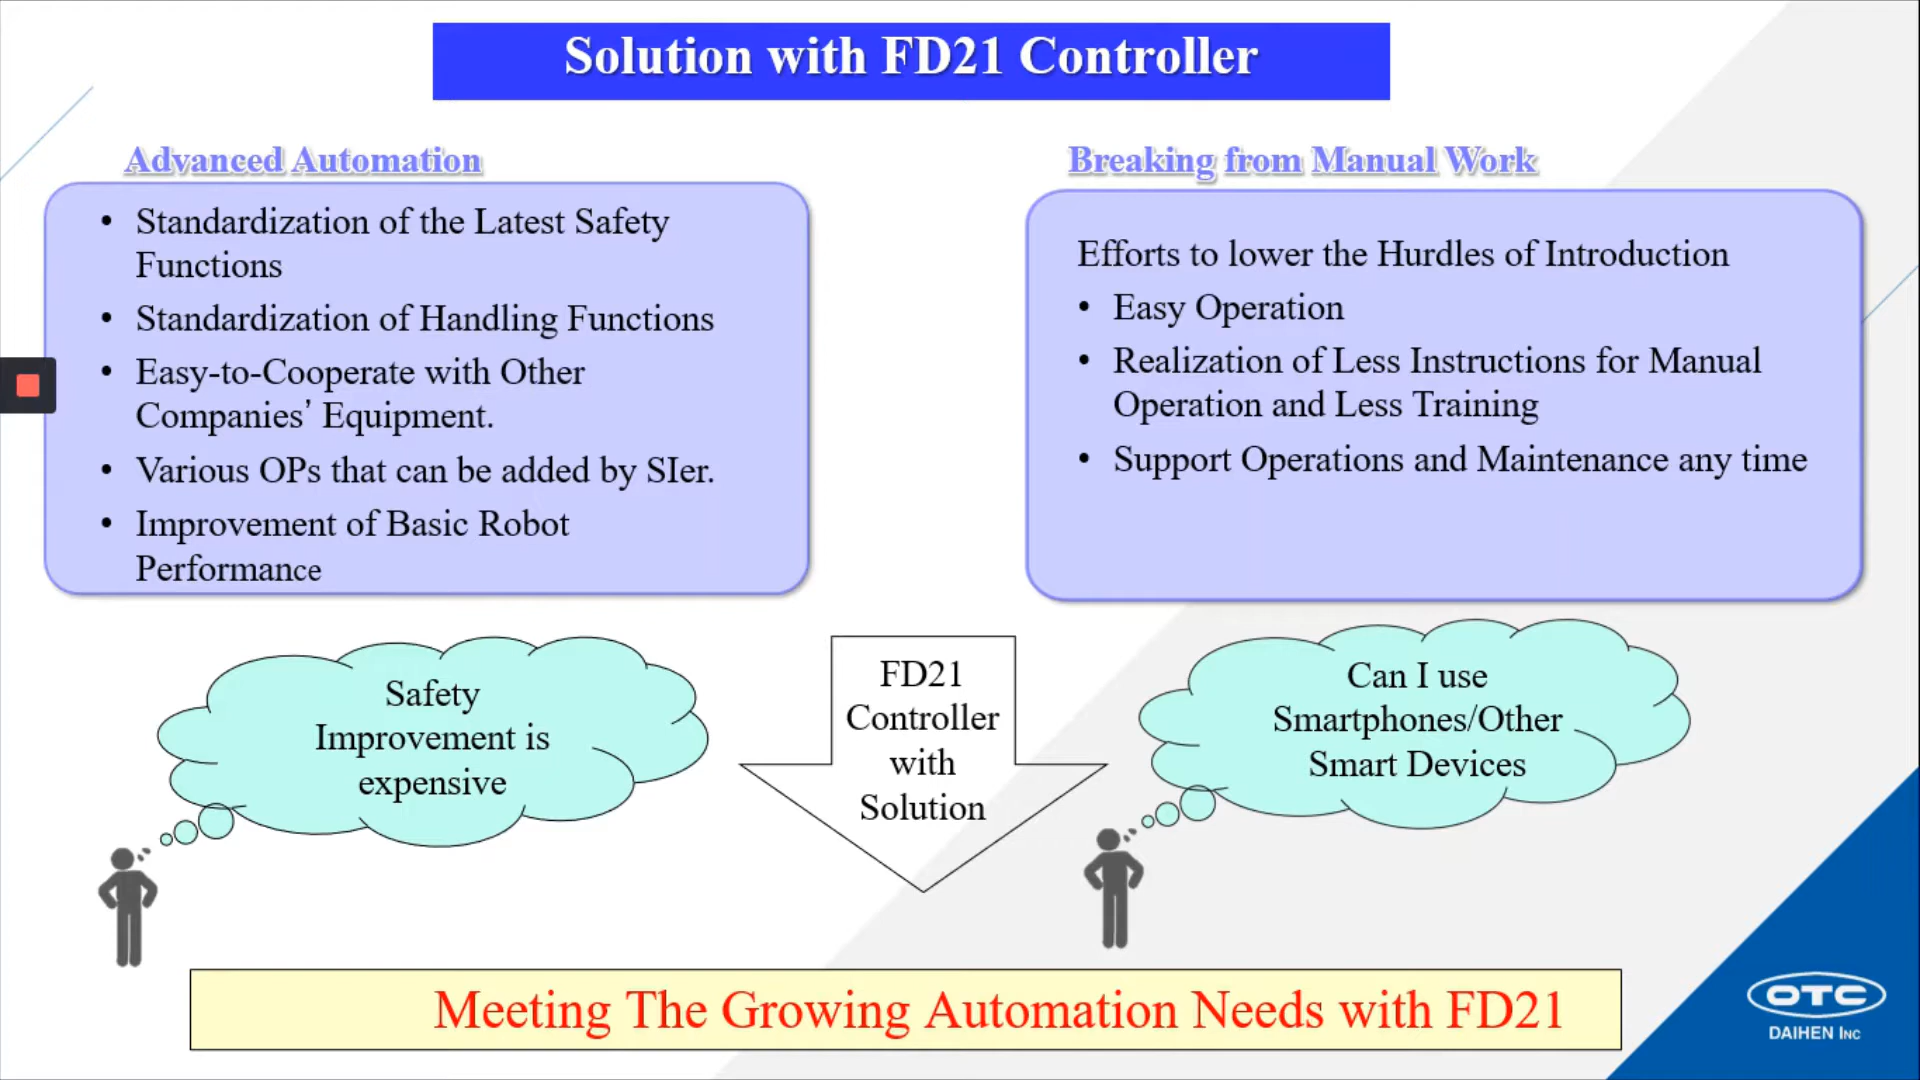 Solution with FD21 Controller
Advanced Automation
• Standardization of the Latest Safety
Functions
• Standardization of Handling Functions
• Easy-to-Cooperate with Other
Companies’ Equipment.
• Various OPs that can be added by SIer.
• Improvement of Basic Robot
Performance
Breaking from Manual Work
Efforts to lower the Hurdles of Introduction
• Easy Operation
• Realization of Less Instructions for Manual
Operation and Less Training
• Support Operations and Maintenance any time
Safety
Improvement is
expensive
FD21
Controller
with
Solution
Can I use
Smartphones/Other
Smart Devices
Meeting The Growing Automation Needs with FD21
OTC
DAIHEN INC